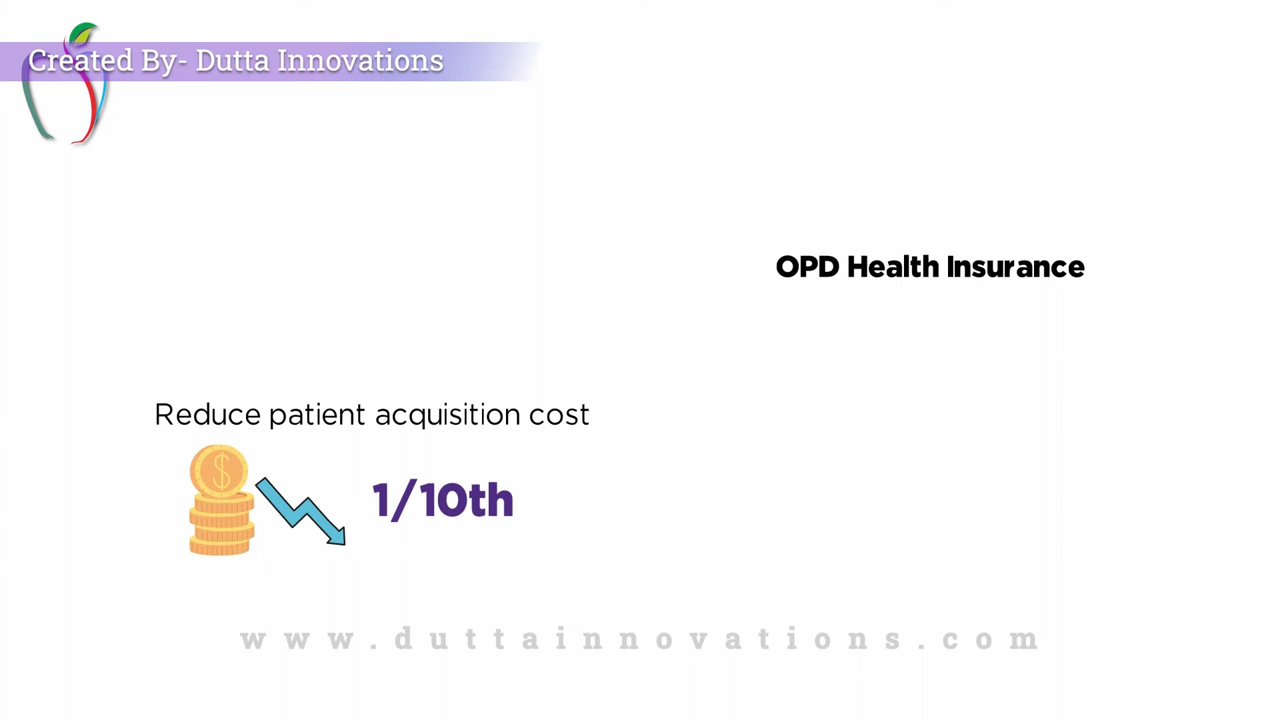 Created By- Dutta Innovations
OPD Health Insurance
Reduce patient acquisition cost
1/10th
www.duttainnovations.com